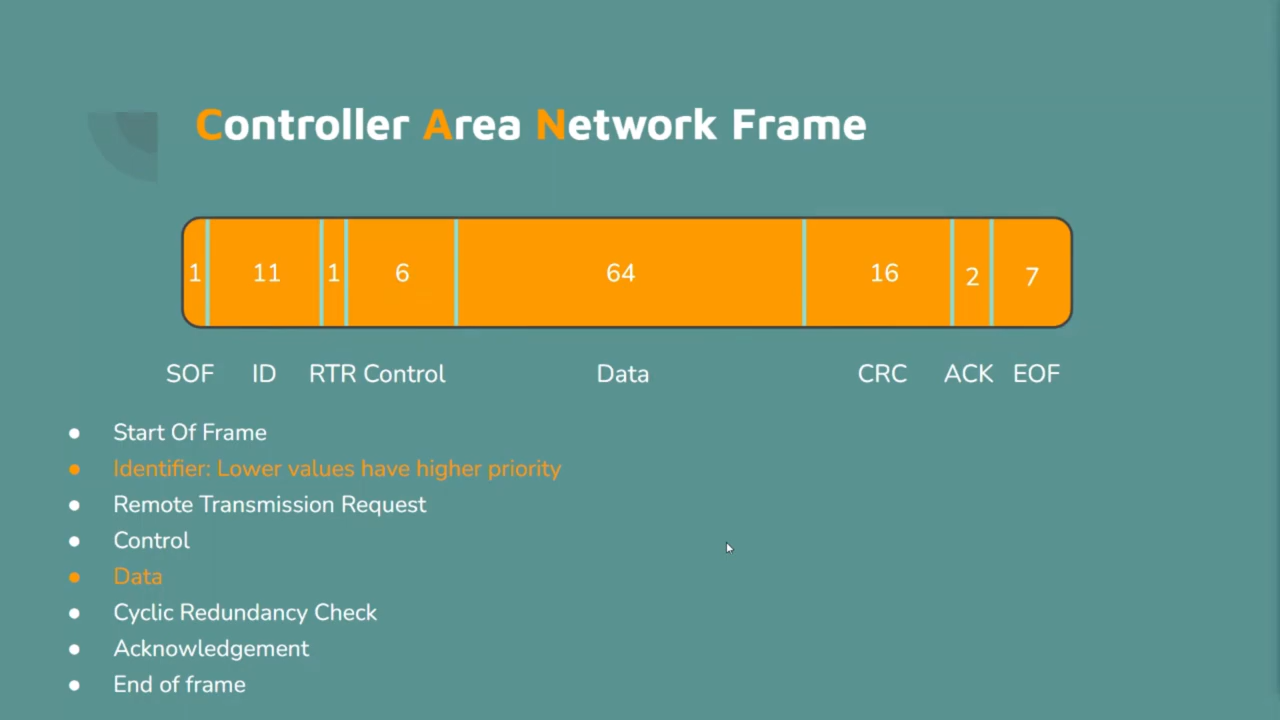 Controller Area Network Frame
1 11 1 6 64 16 2 7
SOF ID RTR Control Data CRC ACK EOF
● Start Of Frame
● Identifier: Lower values have higher priority
● Remote Transmission Request
● Control
● Data
● Cyclic Redundancy Check
● Acknowledgement
● End of frame